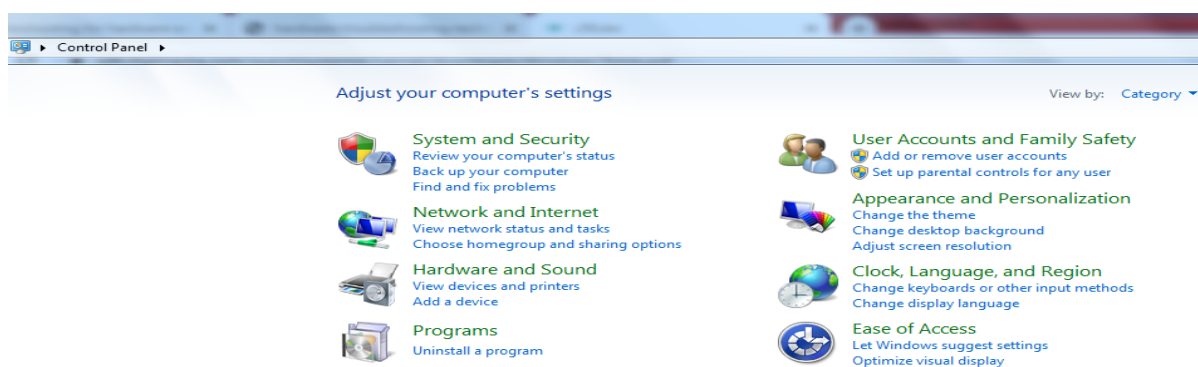 Control Panel
Adjust your computer's settings
View by: Category
System and Security
Review your computer's status
Back up your computer
Find and fix problems
Network and Internet
View network status and tasks
Choose homegroup and sharing options
Hardware and Sound
View devices and printers
Add a device
Programs
Uninstall a program
User Accounts and Family Safety
Add or remove user accounts
Set up parental controls for any user
Appearance and Personalization
Change the theme
Change desktop background
Adjust screen resolution
Clock, Language, and Region
Change keyboards or other input methods
Change display language
Ease of Access
Let Windows suggest settings
Optimize visual display